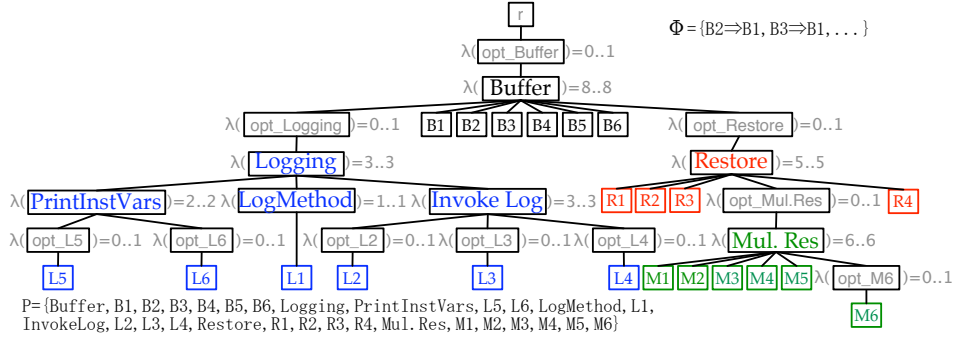 r
Φ={B2⇒B1,B3⇒B1,...}
λ(opt_Buffer)=0..1
λ(Buffer)=8..8
λ(opt_Logging)=0..1 B1 B2 B3 B4 B5 B6 λ(opt_Restore)=0..1
λ(Logging)=3..3 λ(Restore)=5..5
λ(PrintInstVars)=2..2 λ(LogMethod)=1..1 λ(Invoke Log)=3..3 R1 R2 R3 λ(opt_Mul.Res)=0..1 R4
λ(opt_L5)=0..1 λ(opt_L6)=0..1 λ(opt_L2)=0..1 λ(opt_L3)=0..1 λ(opt_L4)=0..1 λ(Mul. Res)=6..6
L5 L6 L1 L2 L3 L4 M1 M2 M3 M4 M5 λ(opt_M6)=0..1
M6
P={Buffer,B1,B2,B3,B4,B5,B6,Logging,PrintInstVars,L5,L6,LogMethod,L1,
InvokeLog,L2,L3,L4,Restore,R1,R2,R3,R4,Mul.Res,M1,M2,M3,M4,M5,M6}